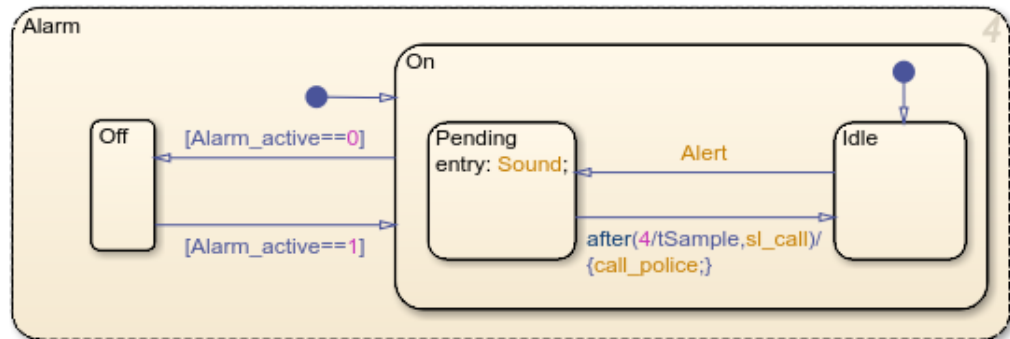 Alarm
4
On
Off
[Alarm_active==0]
Pending
entry: Sound;
Alert
Idle
[Alarm_active==1]
after(4/tSample,sl_call)/
{call_police;}